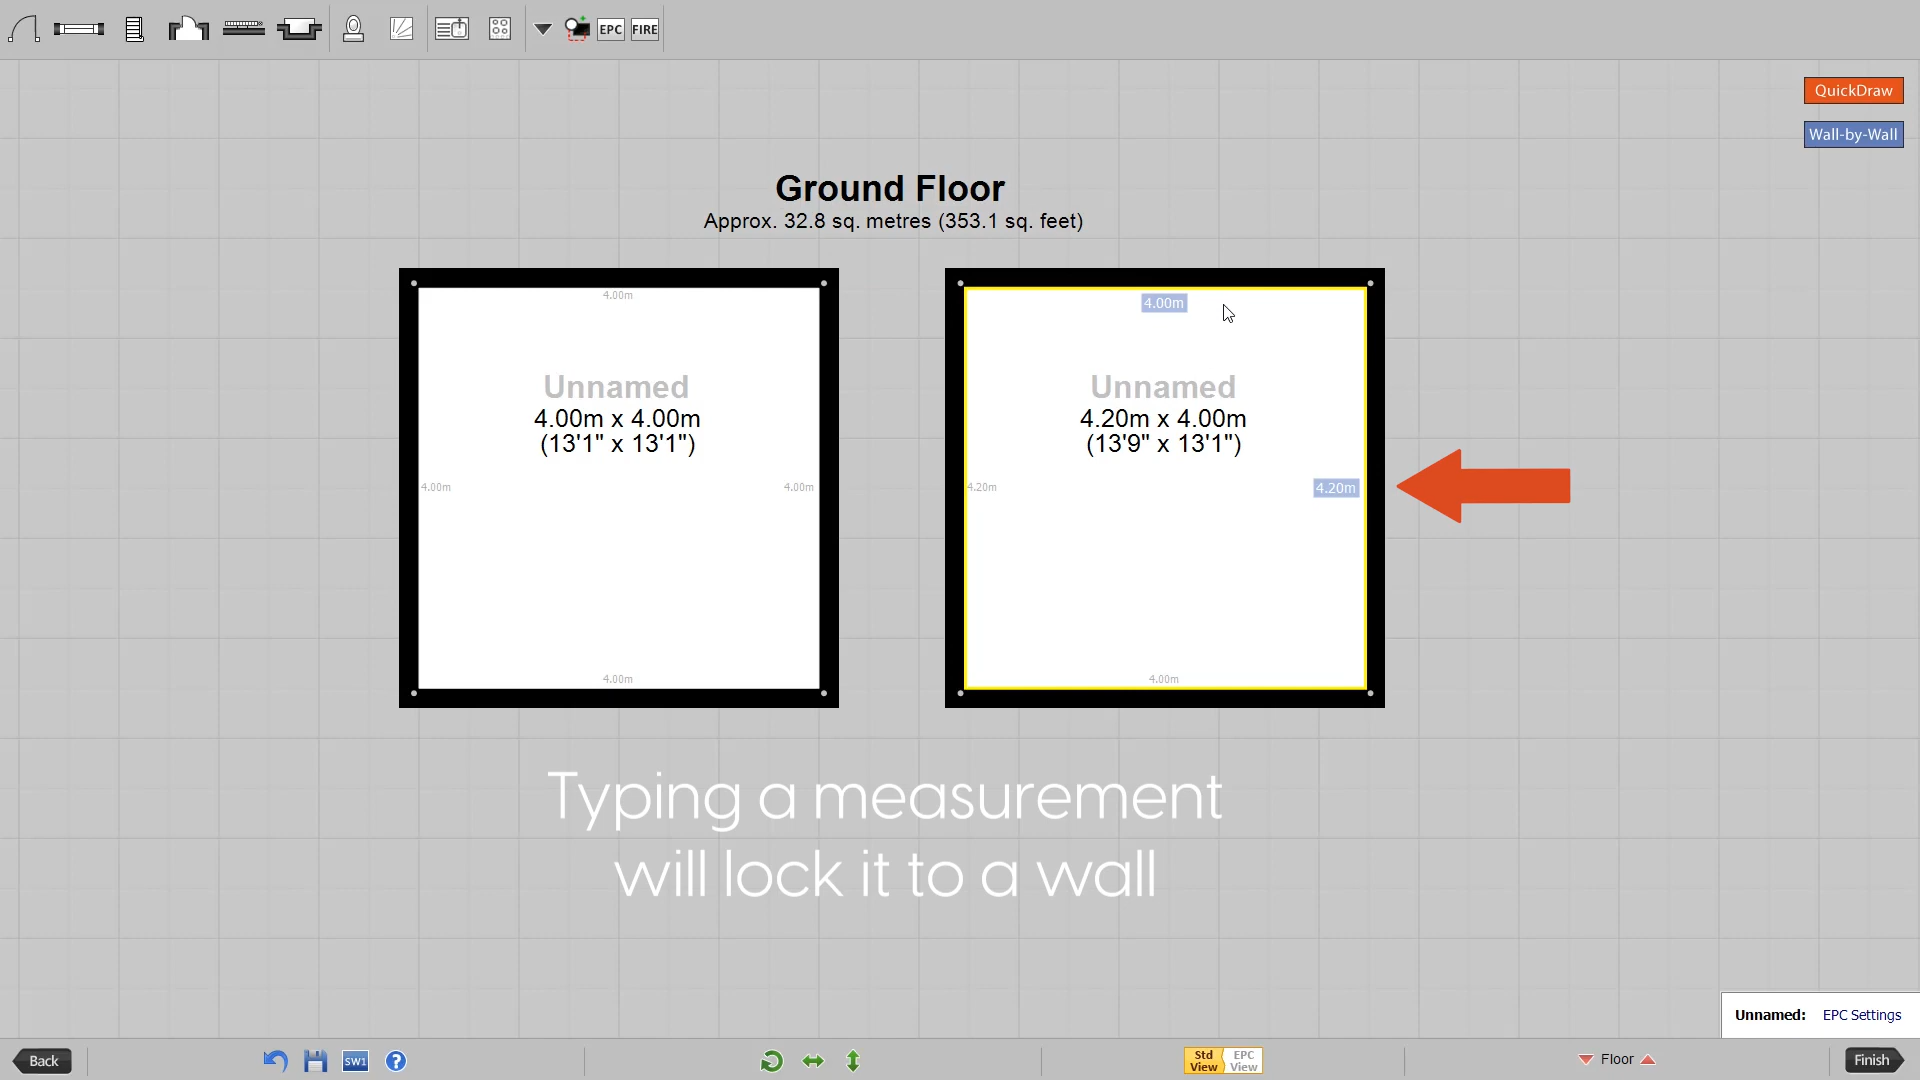 EPC
FIRE
QuickDraw
Wall-by-Wall
Ground Floor
Approx. 32.8 sq. metres (353.1 sq. feet)
4.00m
Unnamed
4.00m x 4.00m
(13'1" x 13'1")
4.00m
4.00m
4.00m
4.00m
Unnamed
4.20m x 4.00m
(13'9" x 13'1")
4.20m
4.20m
4.00m
Typing a measurement
will lock it to a wall
Unnamed: EPC Settings
Back
SW1
?
Std View
EPC View
Floor
Finish